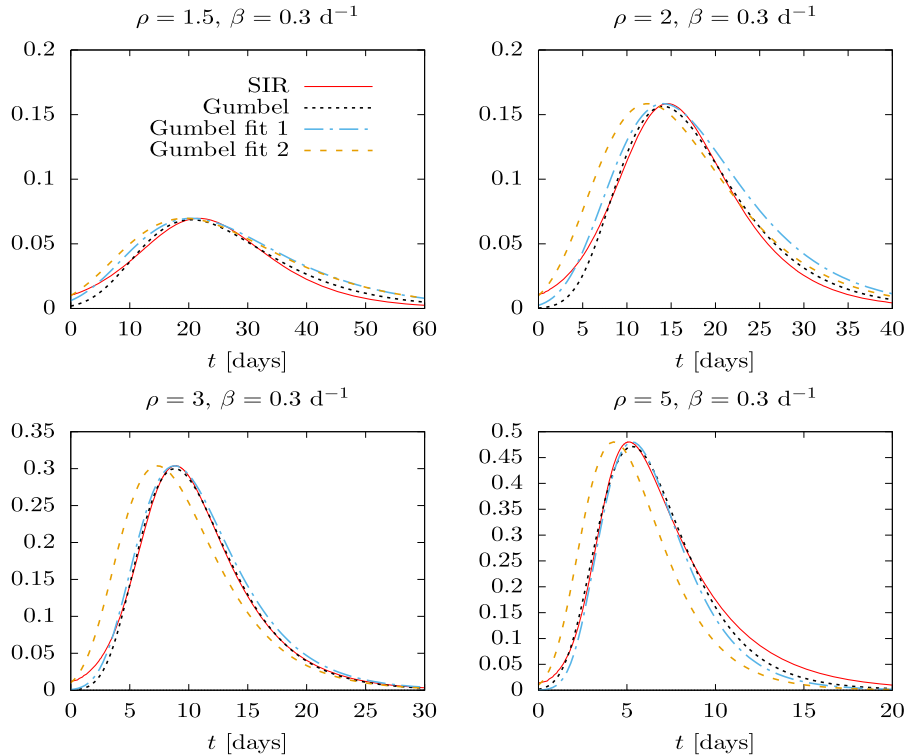 ρ = 1.5, β = 0.3 d⁻¹
0.2
0.15
0.1
0.05
0
0 10 20 30 40 50 60
t [days]
SIR
Gumbel
Gumbel fit 1
Gumbel fit 2
ρ = 2, β = 0.3 d⁻¹
0.2
0.15
0.1
0.05
0
0 5 10 15 20 25 30 35 40
t [days]
ρ = 3, β = 0.3 d⁻¹
0.35
0.3
0.25
0.2
0.15
0.1
0.05
0
0 5 10 15 20 25 30
t [days]
ρ = 5, β = 0.3 d⁻¹
0.5
0.45
0.4
0.35
0.3
0.25
0.2
0.15
0.1
0.05
0
0 5 10 15 20
t [days]